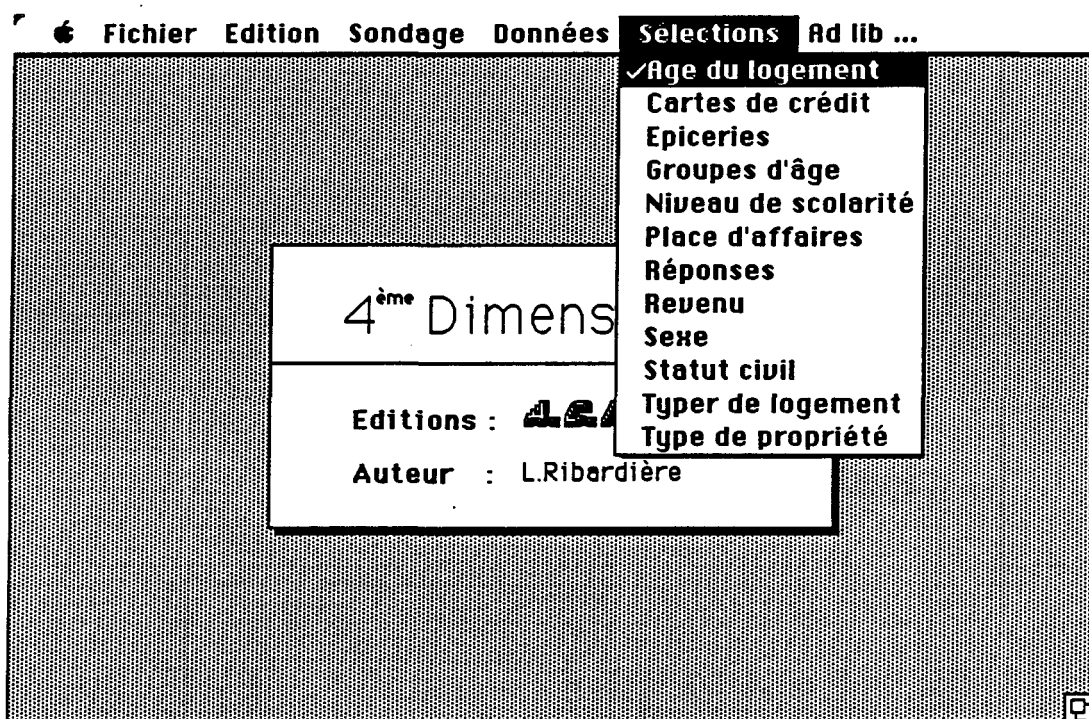 Fichier Edition Sondage Données Sélections Ad lib ...
✓Age du logement
Cartes de crédit
Epiceries
Groupes d'âge
Niveau de scolarité
Place d'affaires
Réponses
Revenu
Sexe
Statut civil
Typer de logement
Type de propriété
4ème Dimens
Editions :
Auteur : L.Ribardière